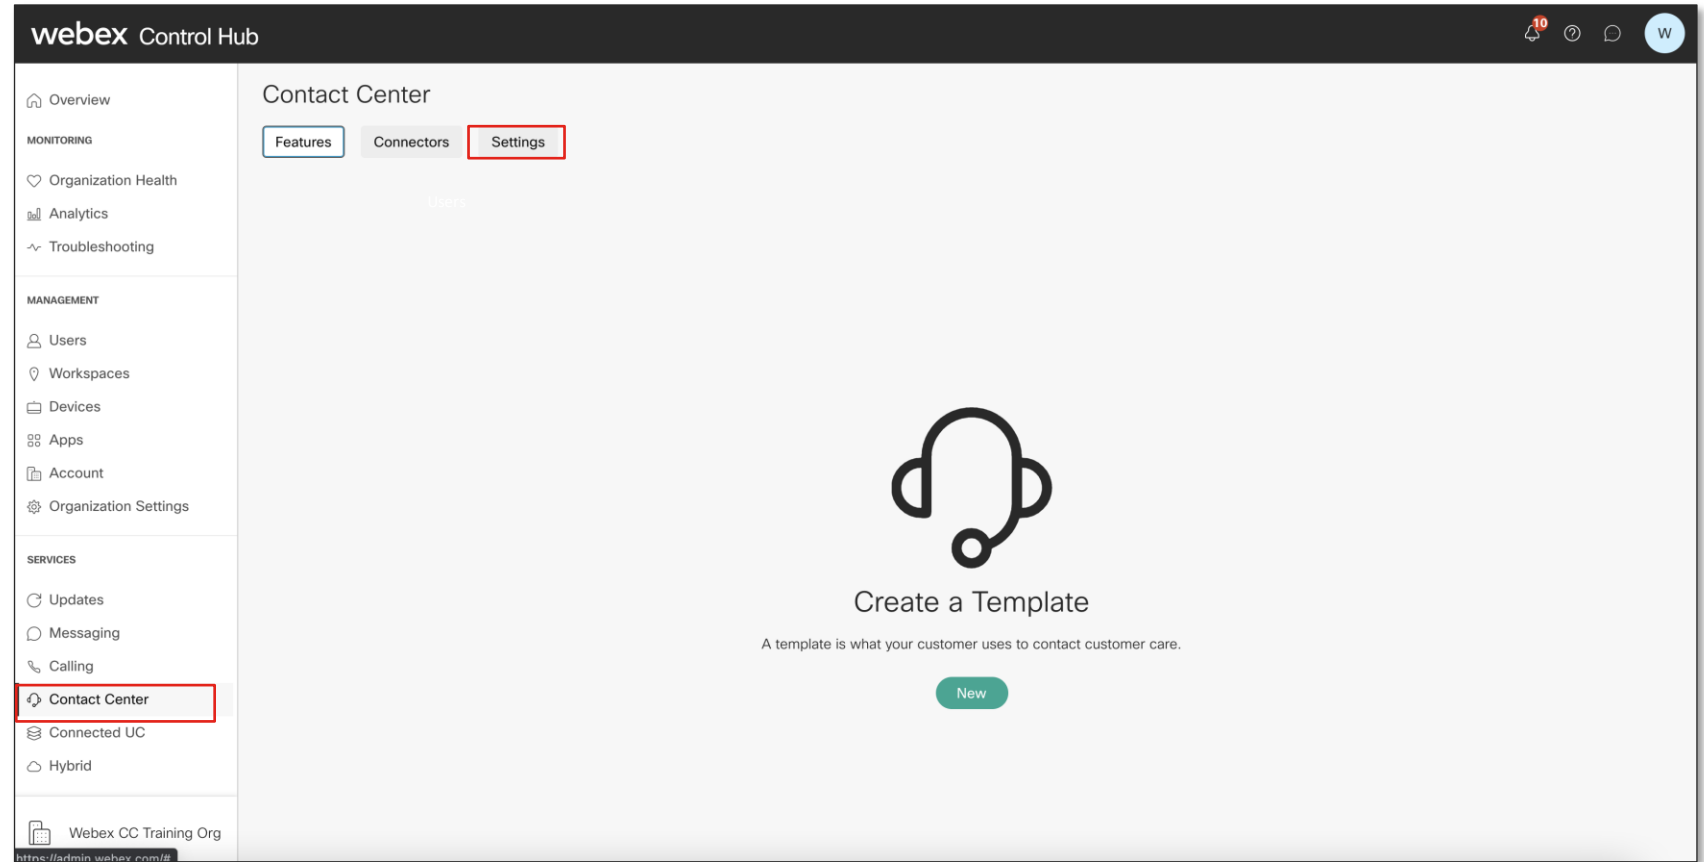 webex Control Hub
10
W
Overview
MONITORING
Organization Health
Analytics
Troubleshooting
MANAGEMENT
Users
Workspaces
Devices
Apps
Account
Organization Settings
SERVICES
Updates
Messaging
Calling
Contact Center
Connected UC
Hybrid
Webex CC Training Org
https://admin.webex.com/#
Contact Center
Features Connectors Settings
Users
Create a Template
A template is what your customer uses to contact customer care.
New